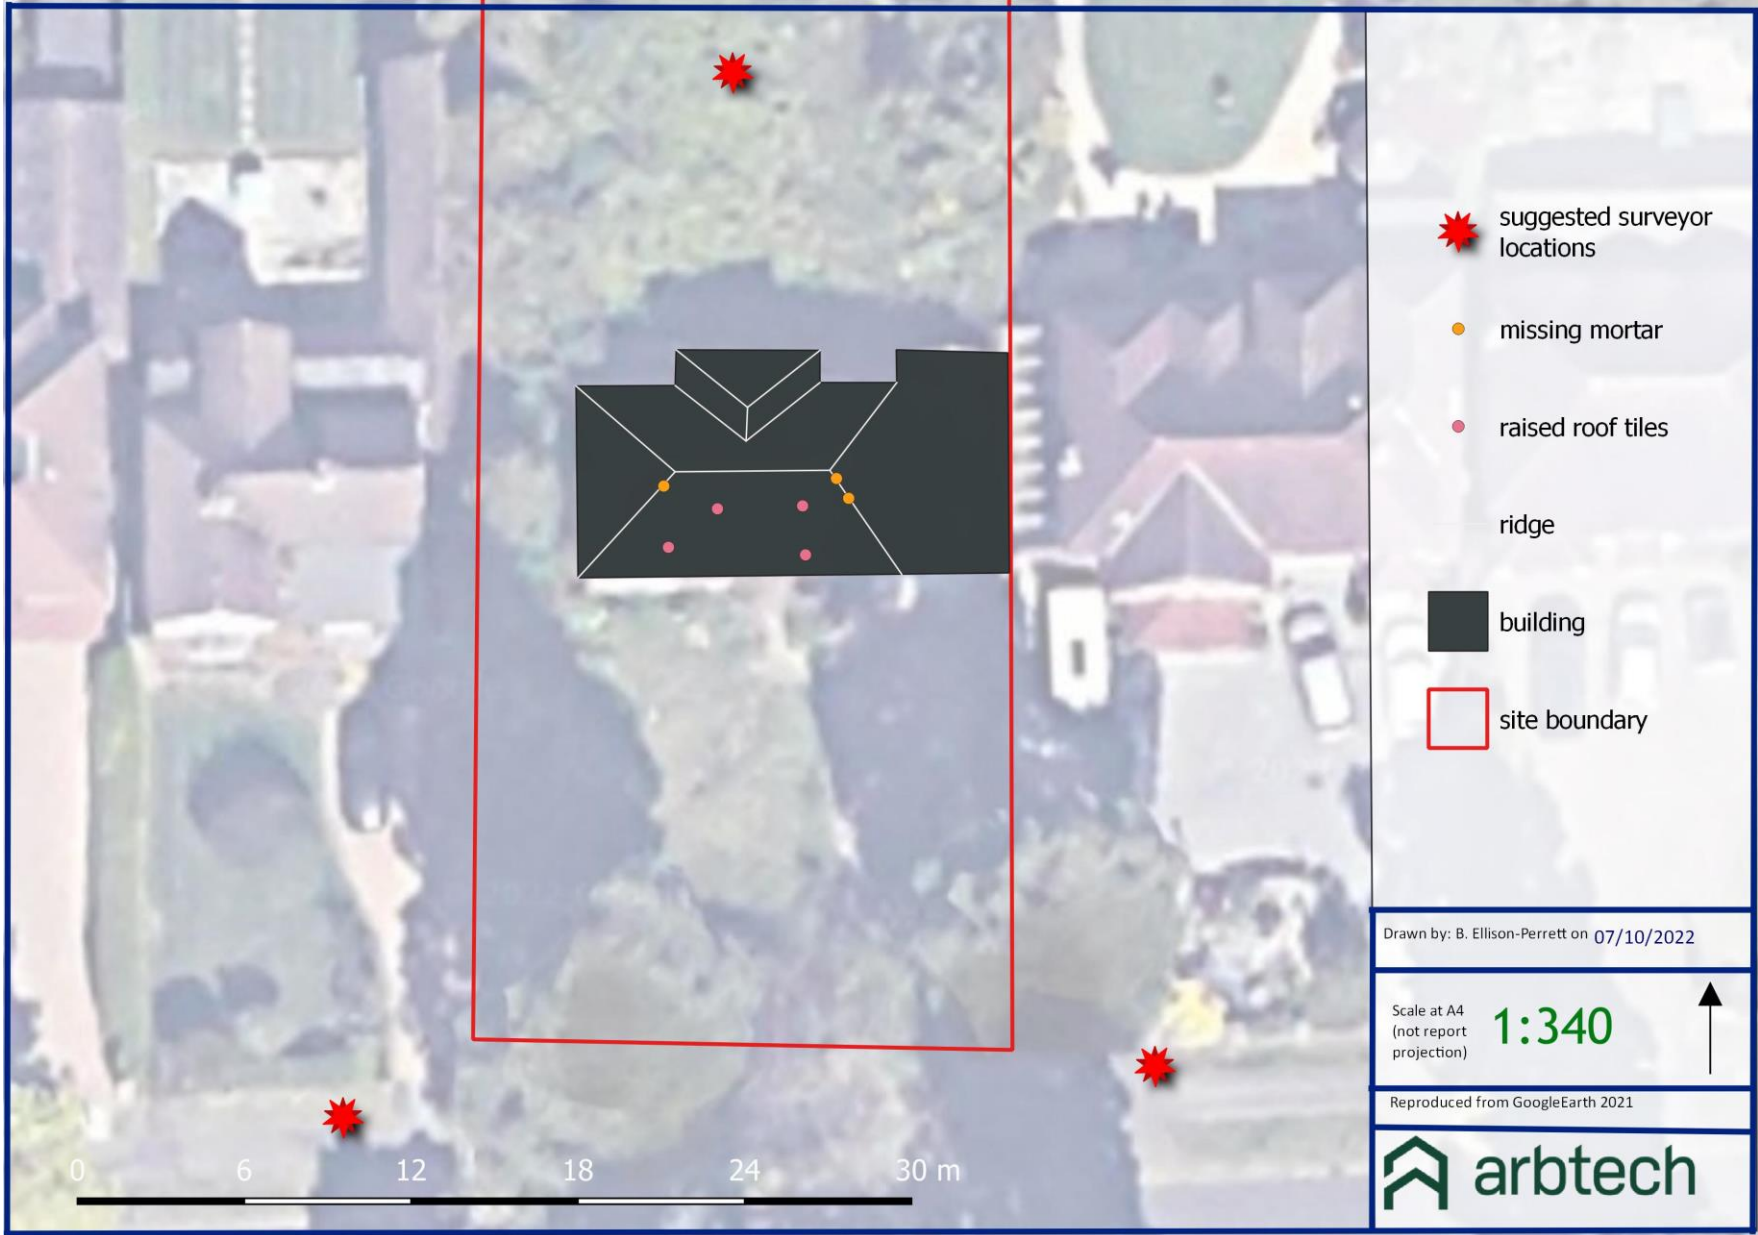 suggested surveyor
locations
missing mortar
raised roof tiles
ridge
building
site boundary
Drawn by: B. Ellison-Perrett on 07/10/2022
Scale at A4
(not report
projection)
1:340
Reproduced from GoogleEarth 2021
arbtech
0 6 12 18 24 30 m